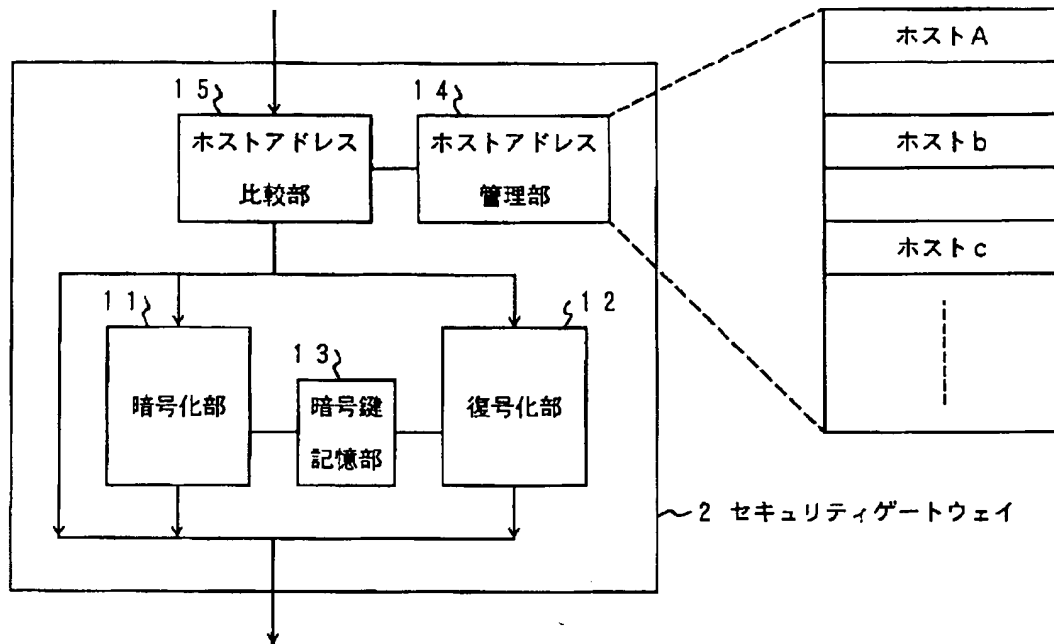 ホストA
15
14
ホストアドレス
比較部
ホストアドレス
管理部
ホストb
ホストc
11
12
13
暗号化部
暗号鍵
記憶部
復号化部
2 セキュリティゲートウェイ